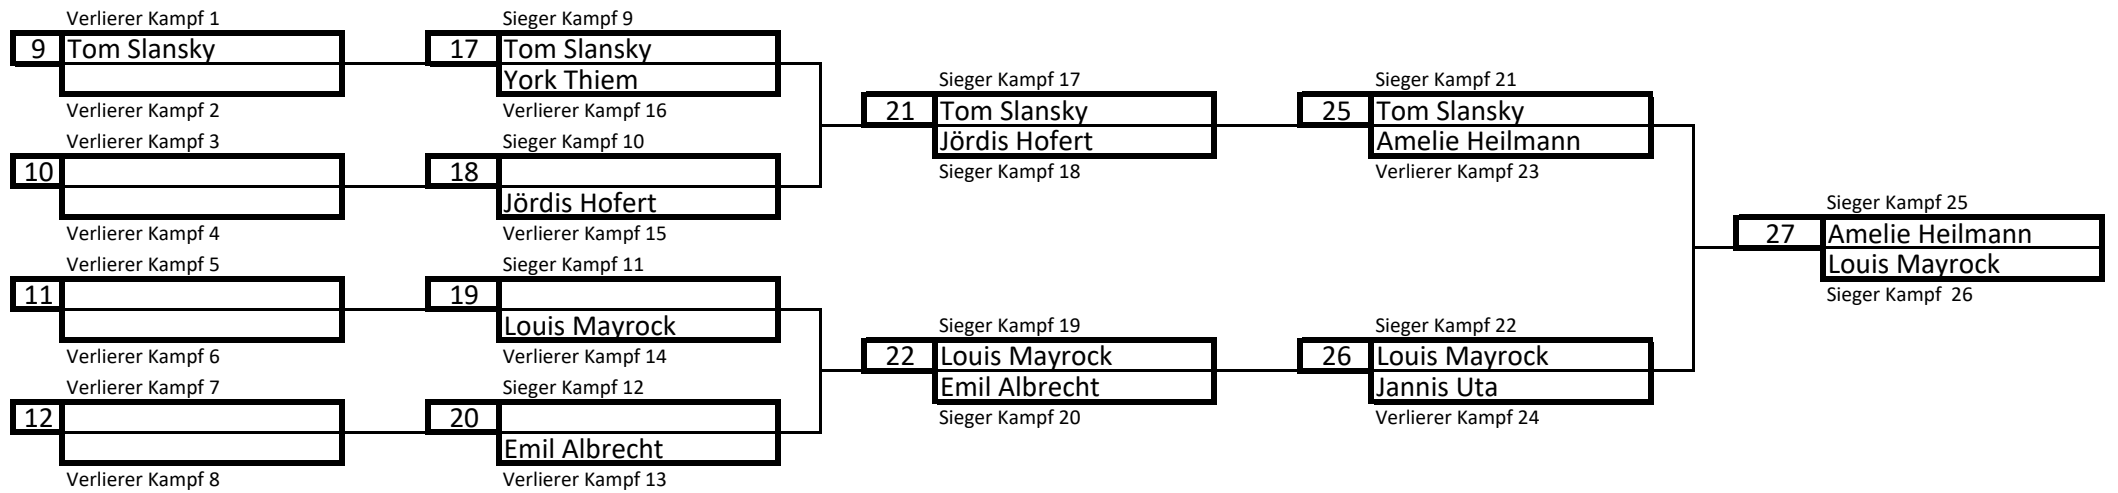 Verlierer Kampf 1
9 Tom Slansky
Verlierer Kampf 2
Verlierer Kampf 3
10
Verlierer Kampf 4
Verlierer Kampf 5
11
Verlierer Kampf 6
Verlierer Kampf 7
12
Verlierer Kampf 8
Sieger Kampf 9
17 Tom Slansky
York Thiem
Verlierer Kampf 16
Sieger Kampf 10
18
Jördis Hofert
Verlierer Kampf 15
Sieger Kampf 11
19
Louis Mayrock
Verlierer Kampf 14
Sieger Kampf 12
20
Emil Albrecht
Verlierer Kampf 13
Sieger Kampf 17
21 Tom Slansky
Jördis Hofert
Sieger Kampf 18
Sieger Kampf 19
22 Louis Mayrock
Emil Albrecht
Sieger Kampf 20
Sieger Kampf 21
25 Tom Slansky
Amelie Heilmann
Verlierer Kampf 23
Sieger Kampf 22
26 Louis Mayrock
Jannis Uta
Verlierer Kampf 24
Sieger Kampf 25
27 Amelie Heilmann
Louis Mayrock
Sieger Kampf 26